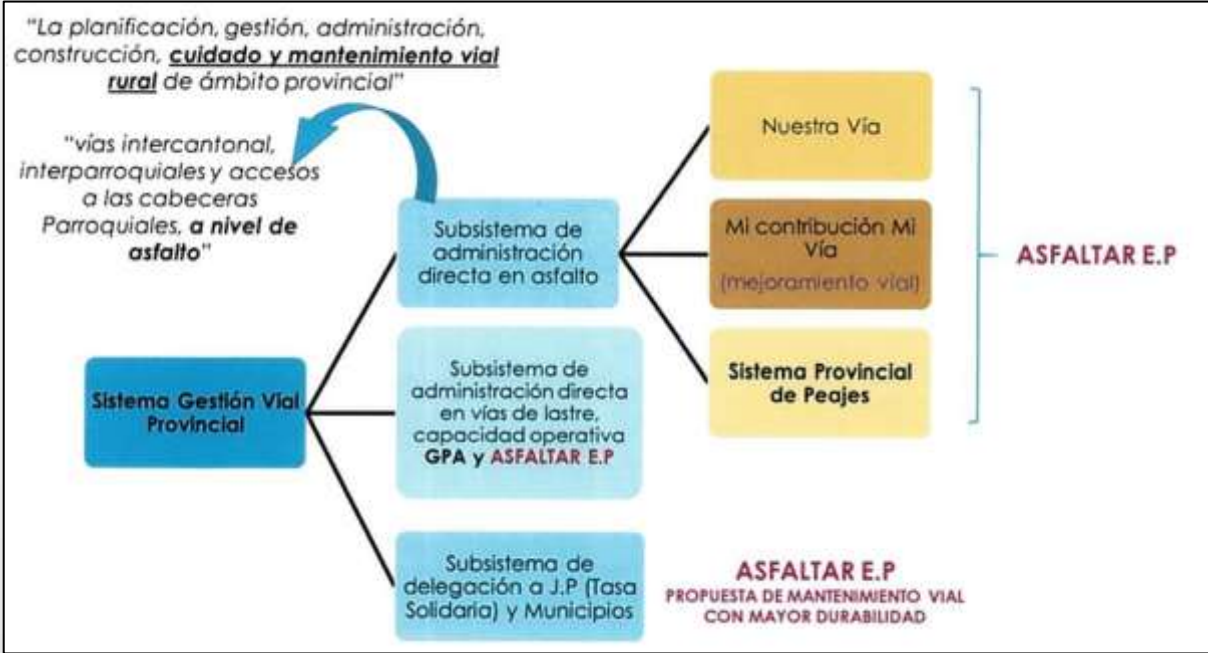 "La planificación, gestión, administración,
construcción, cuidado y mantenimiento vial
rural de ámbito provincial"
"vías intercantonal,
interparroquiales y accesos
a las cabeceras
Parroquiales, a nivel de
asfalto"
Sistema Gestión Vial
Provincial
Subsistema de
administración
directa en asfalto
Nuestra Vía
Mi contribución Mi
Vía
(mejoramiento vial)
Sistema Provincial
de Peajes
ASFALTAR E.P
Subsistema de
administración directa
en vías de lastre,
capacidad operativa
GPA y ASFALTAR E.P
Subsistema de
delegación a J.P (Tasa
Solidaria) y Municipios
ASFALTAR E.P
PROPUESTA DE MANTENIMIENTO VIAL
CON MAYOR DURABILIDAD